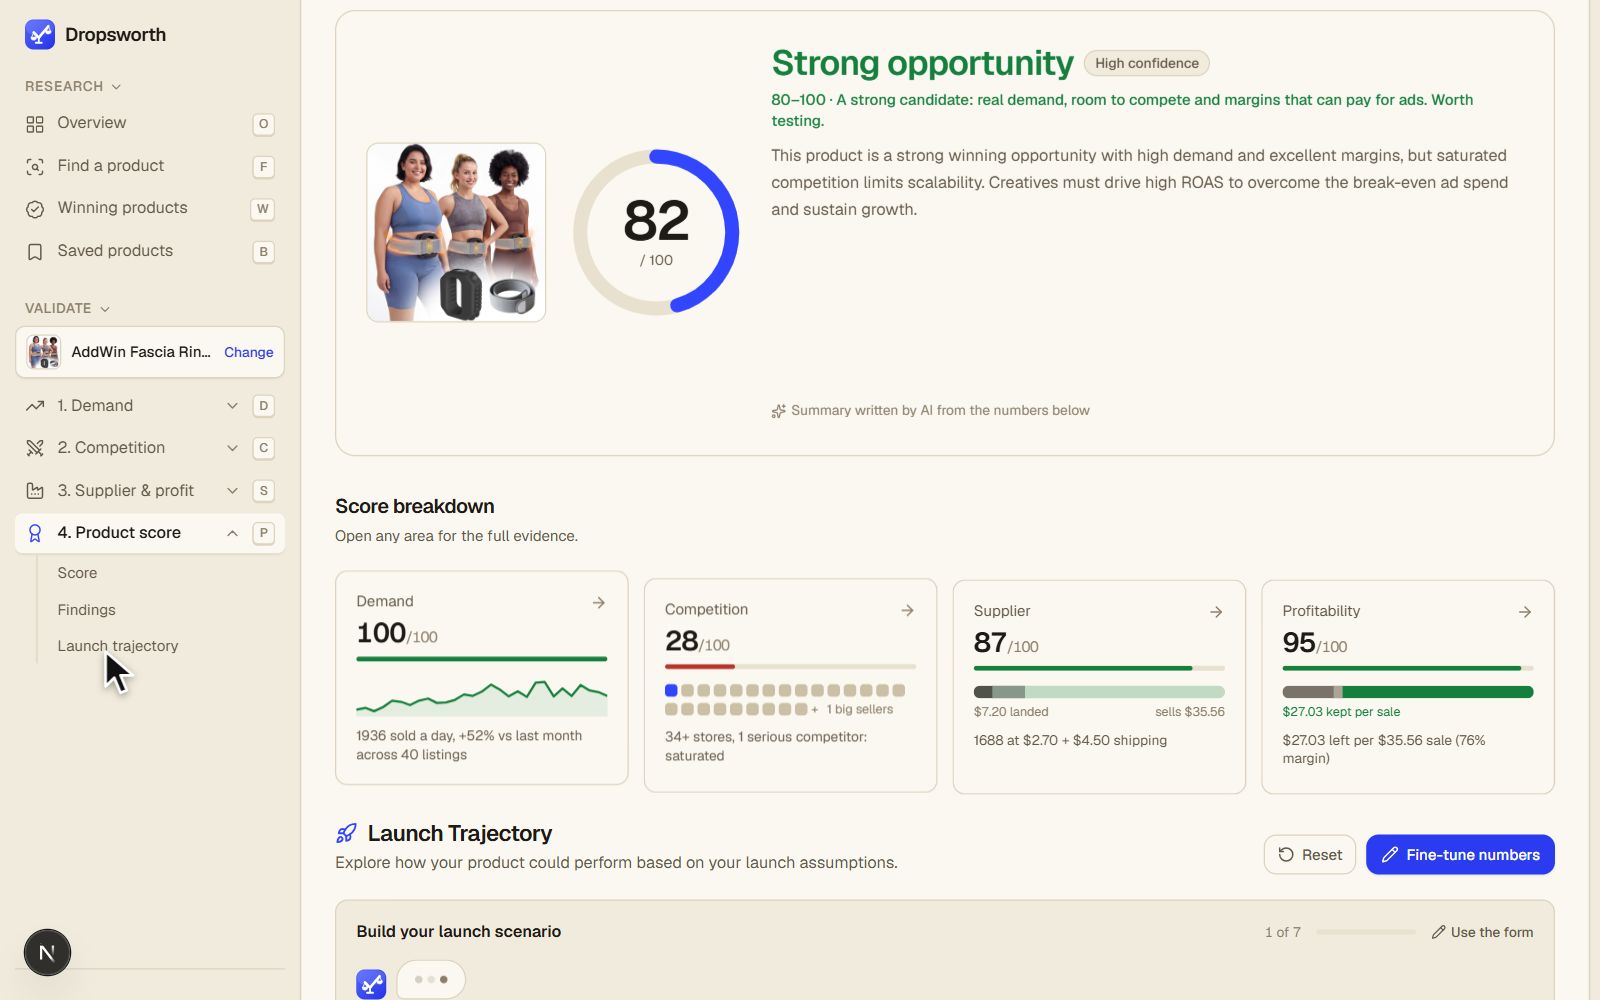 Dropsworth
RESEARCH
Overview
O
Find a product
F
Winning products
W
Saved products
B
VALIDATE
AddWin Fascia Rin...
Change
1. Demand
D
2. Competition
C
3. Supplier & profit
S
4. Product score
P
Score
Findings
Launch trajectory
N
Strong opportunity
High confidence
80–100 · A strong candidate: real demand, room to compete and margins that can pay for ads. Worth
testing.
82
/ 100
This product is a strong winning opportunity with high demand and excellent margins, but saturated
competition limits scalability. Creatives must drive high ROAS to overcome the break-even ad spend
and sustain growth.
Summary written by AI from the numbers below
Score breakdown
Open any area for the full evidence.
Demand
100/100
1936 sold a day, +52% vs last month
across 40 listings
Competition
28/100
+ 1 big sellers
34+ stores, 1 serious competitor:
saturated
Supplier
87/100
$7.20 landed
sells $35.56
1688 at $2.70 + $4.50 shipping
Profitability
95/100
$27.03 kept per sale
$27.03 left per $35.56 sale (76%
margin)
Launch Trajectory
Explore how your product could perform based on your launch assumptions.
Reset
Fine-tune numbers
Build your launch scenario
1 of 7
Use the form